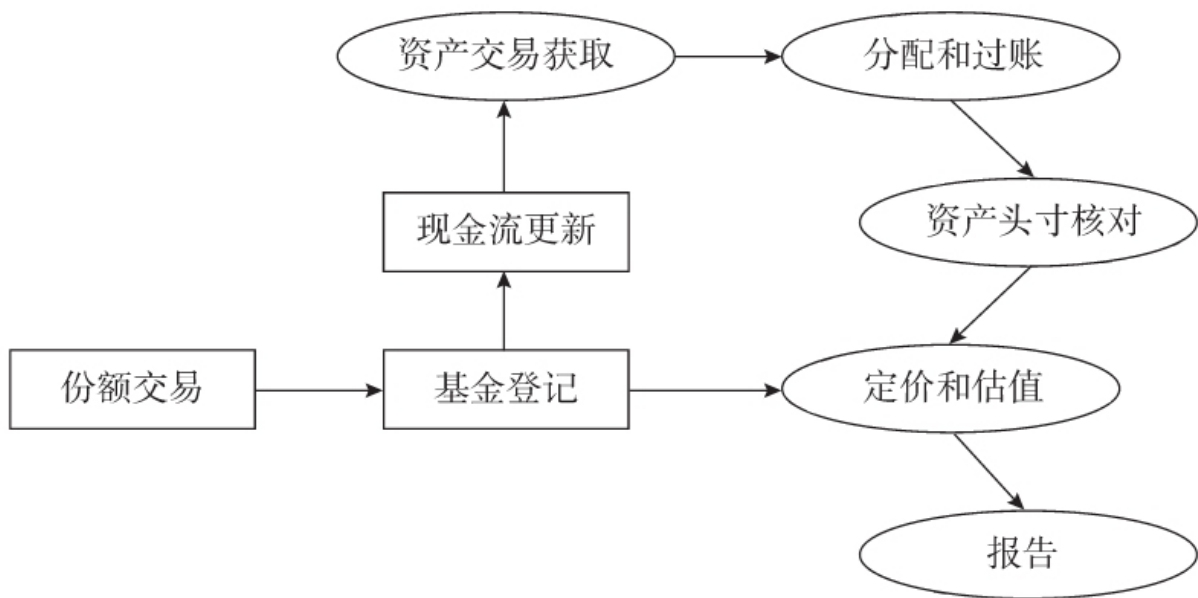 资产交易获取
分配和过账
现金流更新
资产头寸核对
份额交易
基金登记
定价和估值
报告